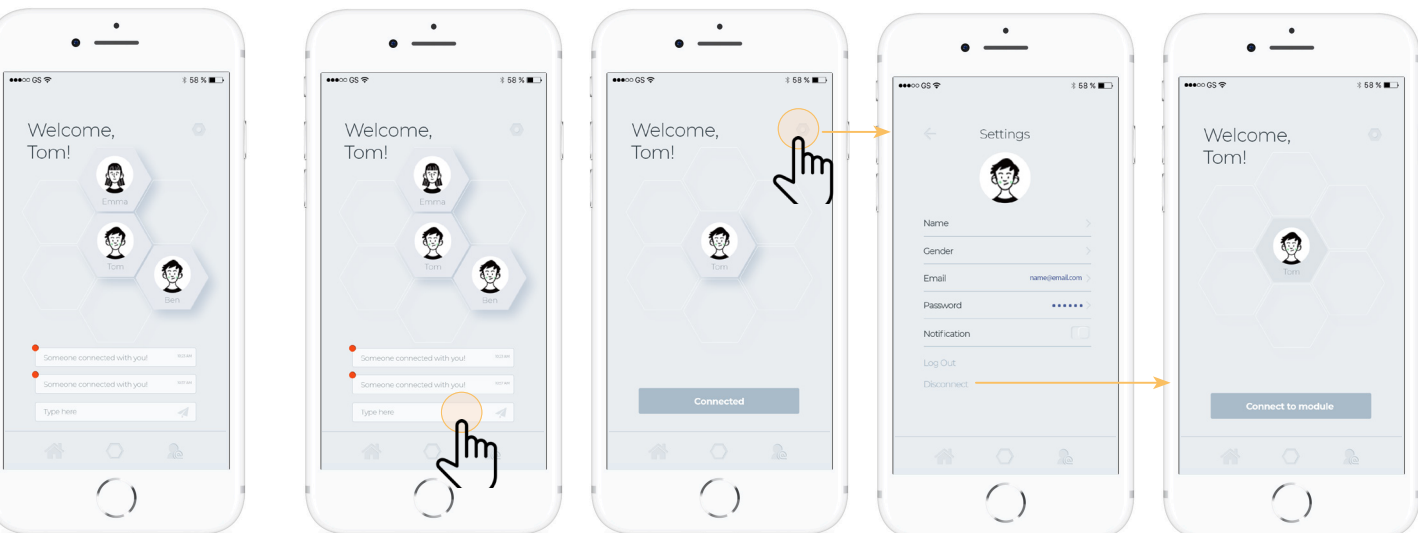 GS 58 %
Welcome,
Tom!
Emma
Tom
Ben
Someone connected with you!
Someone connected with you!
Type here
GS 58 %
Welcome,
Tom!
Emma
Tom
Ben
Someone connected with you!
Someone connected with you!
Type here
GS 58 %
Welcome,
Tom!
Tom
Connected
GS 58 %
Settings
Name
Gender
Email name@email.com
Password
Notification
Log Out
Disconnect
GS 58 %
Welcome,
Tom!
Tom
Connect to module